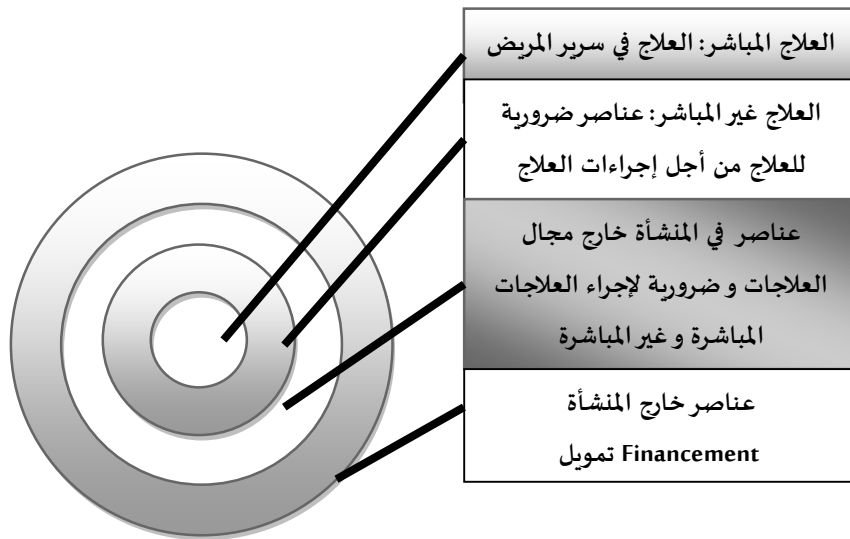 العلاج المباشر: العلاج في سرير المريض
العلاج غير المباشر: عناصر ضرورية
للعلاج من أجل إجراءات العلاج
عناصر في المنشأة خارج مجال
العلاجات و ضرورية لإجراء العلاجات
المباشرة و غير المباشرة
عناصر خارج المنشأة
تمويل Financement